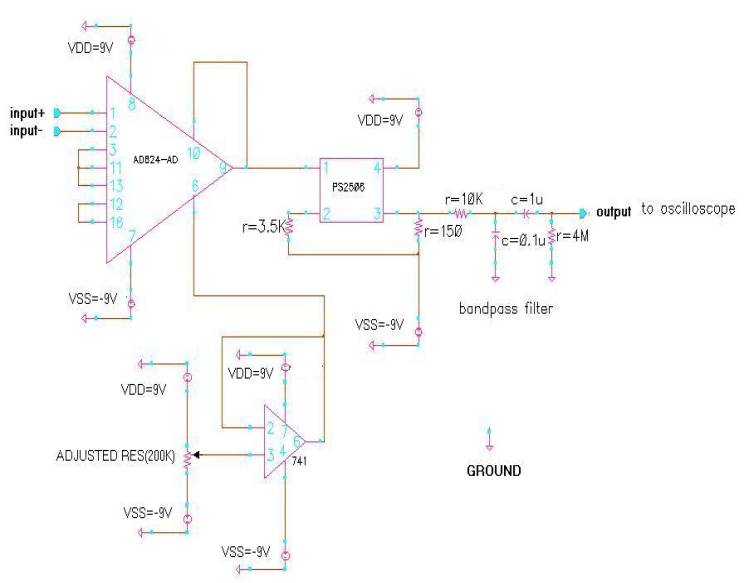 VDD=9V
8
input+
input-
1
2
3
11
13
12
16
AD824-AD
10
9
6
7
VSS=-9V
VDD=9V
1
4
PS2506
2
3
r=3.5K
r=150
VSS=-9V
r=10K
c=1u
c=0.1u
r=4M
output
to oscilloscope
bandpass filter
VDD=9V
ADJUSTED RES(200K)
VSS=-9V
VDD=9V
2
7
6
3
4
741
VSS=-9V
GROUND